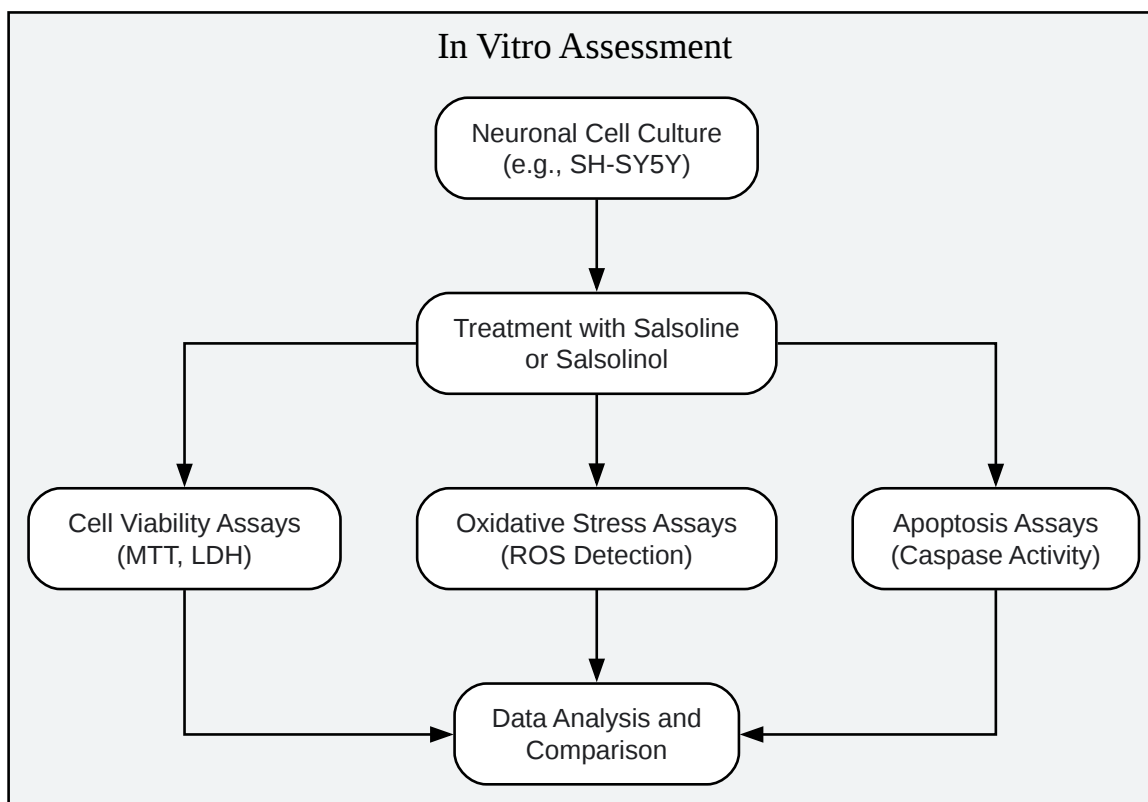 In Vitro Assessment
Neuronal Cell Culture
(e.g., SH-SY5Y)
Treatment with Salsoline
or Salsolinol
Cell Viability Assays
(MTT, LDH)
Oxidative Stress Assays
(ROS Detection)
Apoptosis Assays
(Caspase Activity)
Data Analysis and
Comparison